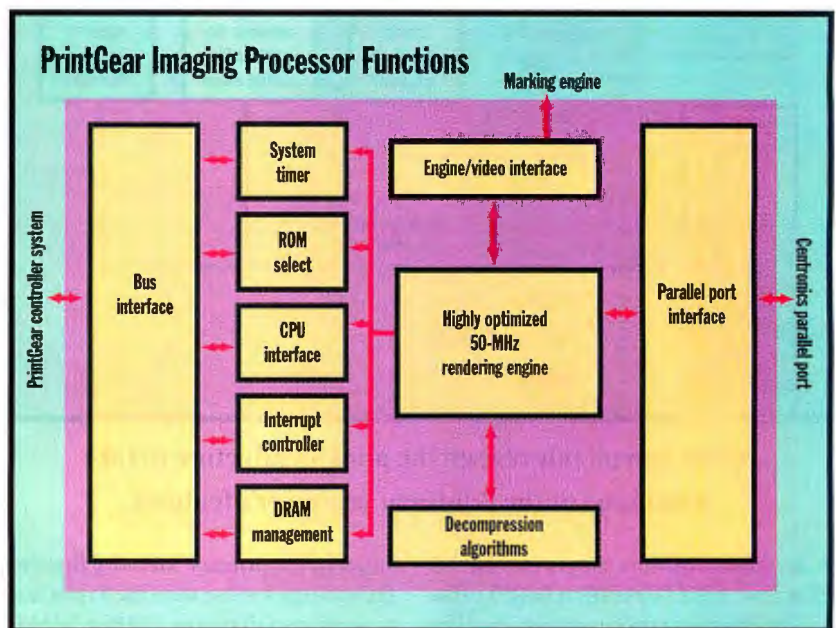 PrintGear Imaging Processor Functions
Marking engine
PrintGear controller system
Bus
interface
System
timer
ROM
select
CPU
interface
Interrupt
controller
DRAM
management
Engine/video interface
Highly optimized
50-MHz
rendering engine
Decompression
algorithms
Parallel port
interface
Centronics parallel port